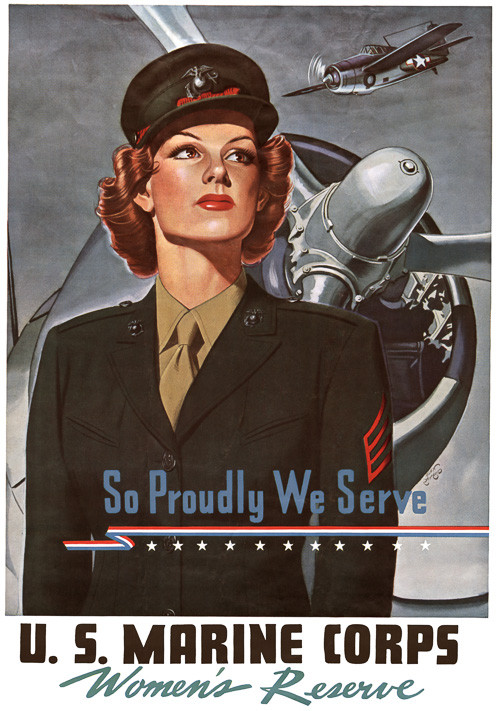 So Proudly We Serve
U. S. MARINE CORPS
Women's Reserve